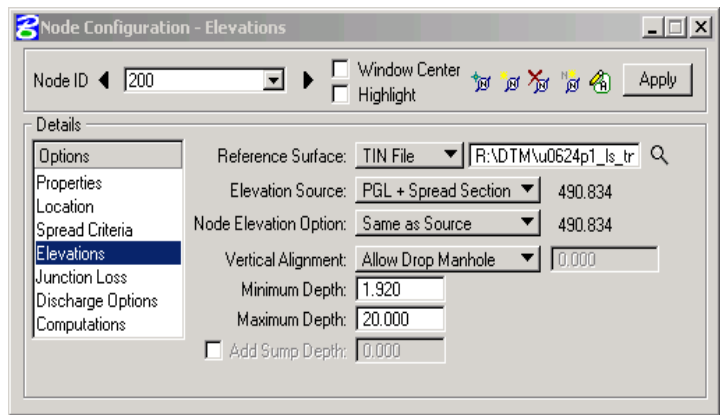 Node Configuration - Elevations
Node ID 200 Window Center Apply
Highlight
Details
Options
Properties
Location
Spread Criteria
Elevations
Junction Loss
Discharge Options
Computations
Reference Surface: TIN File R:\DTM\u0624p1_ls_tr
Elevation Source: PGL + Spread Section 490.834
Node Elevation Option: Same as Source 490.834
Vertical Alignment: Allow Drop Manhole 0.000
Minimum Depth: 1.920
Maximum Depth: 20.000
Add Sump Depth: 0.000